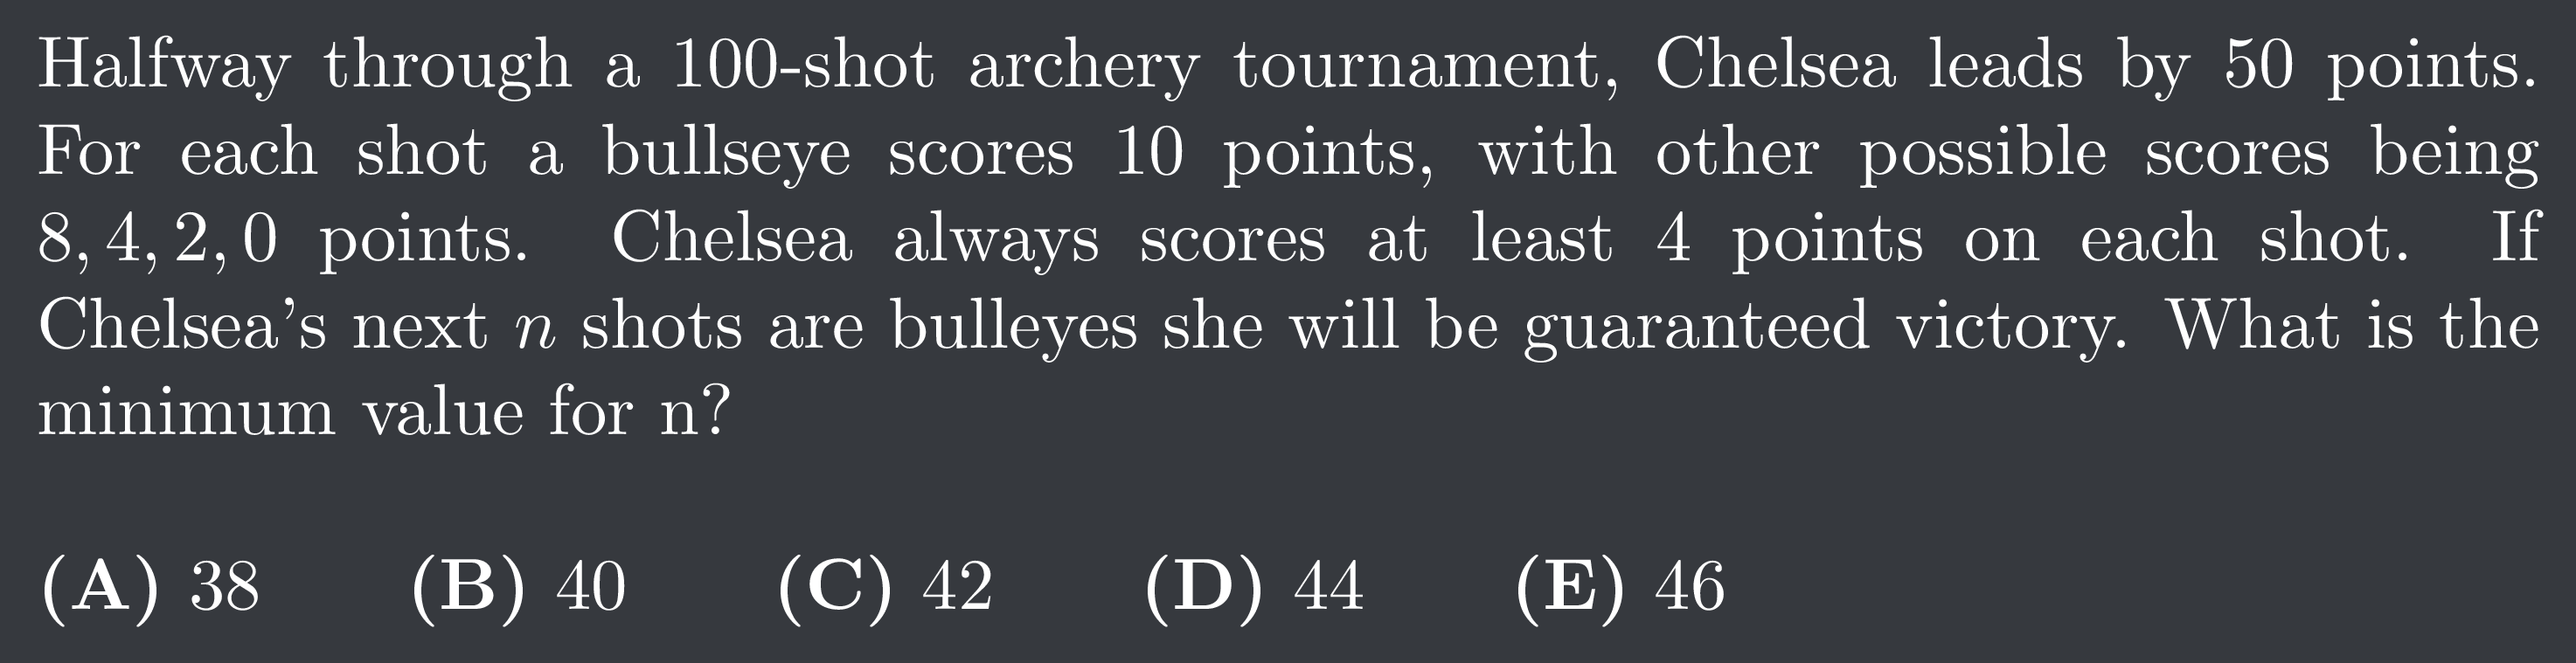 Halfway through a 100-shot archery tournament, Chelsea leads by 50 points.
For each shot a bullseye scores 10 points, with other possible scores being
8, 4, 2, 0 points. Chelsea always scores at least 4 points on each shot. If
Chelsea's next n shots are bulleyes she will be guaranteed victory. What is the
minimum value for n?
(A) 38 (B) 40 (C) 42 (D) 44 (E) 46